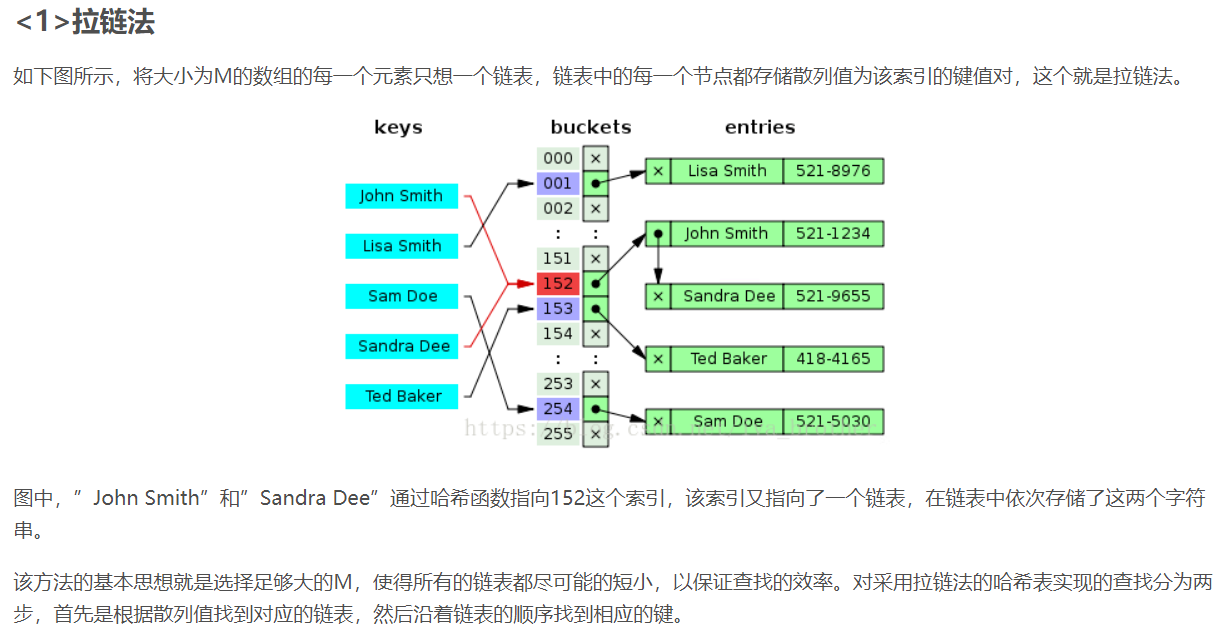 <1>拉链法
如下图所示，将大小为M的数组的每一个元素只想一个链表，链表中的每一个节点都存储散列值为该索引的键值对，这个就是拉链法。
keys buckets entries
000 ×
× Lisa Smith 521-8976
001
John Smith
002 ×
: :
× John Smith 521-1234
Lisa Smith
151 ×
152
Sam Doe
× Sandra Dee 521-9655
153
154 ×
Sandra Dee
: :
× Ted Baker 418-4165
253 ×
Ted Baker
254
× Sam Doe 521-5030
255 ×
图中，”John Smith”和”Sandra Dee”通过哈希函数指向152这个索引，该索引又指向了一个链表，在链表中依次存储了这两个字符
串。
该方法的基本思想就是选择足够大的M，使得所有的链表都尽可能的短小，以保证查找的效率。对采用拉链法的哈希表实现的查找分为两
步，首先是根据散列值找到对应的链表，然后沿着链表的顺序找到相应的键。